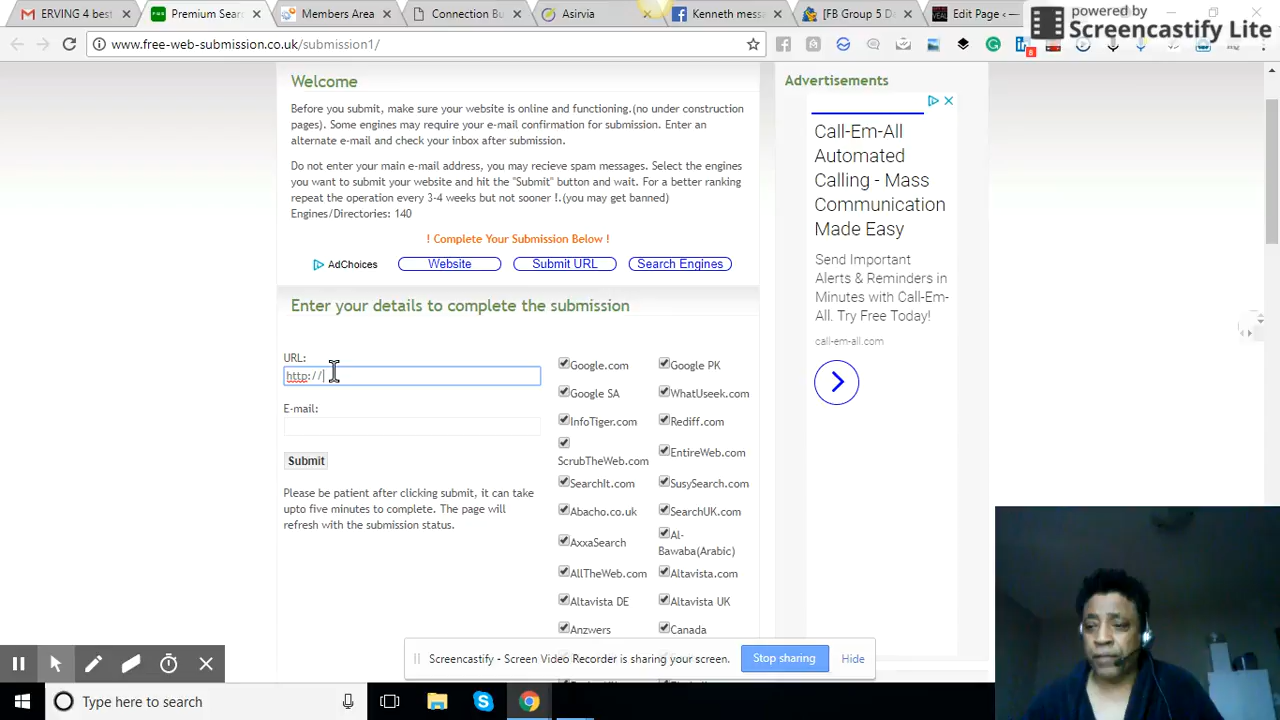 ERVING 4 best
Premium Sear
Members Area
Connection Bu
Asirvia
Kenneth messa
[FB Group 5 D
Edit Page ‹ —
powered by
Screencastify Lite
www.free-web-submission.co.uk/submission1/
Welcome
Before you submit, make sure your website is online and functioning.(no under construction
pages). Some engines may require your e-mail confirmation for submission. Enter an
alternate e-mail and check your inbox after submission.
Do not enter your main e-mail address, you may recieve spam messages. Select the engines
you want to submit your website and hit the "Submit" button and wait. For a better ranking
repeat the operation every 3-4 weeks but not sooner !.(you may get banned)
Engines/Directories: 140
! Complete Your Submission Below !
AdChoices
Website
Submit URL
Search Engines
Enter your details to complete the submission
URL:
http://
E-mail:
Submit
Please be patient after clicking submit, it can take
upto five minutes to complete. The page will
refresh with the submission status.
Google.com
Google PK
Google SA
WhatUseek.com
InfoTiger.com
Rediff.com
ScrubTheWeb.com
EntireWeb.com
SearchIt.com
SusySearch.com
Abacho.co.uk
SearchUK.com
AxxaSearch
Al-
Bawaba(Arabic)
AllTheWeb.com
Altavista.com
Altavista DE
Altavista UK
Anzwers
Canada
Advertisements
Call-Em-All
Automated
Calling - Mass
Communication
Made Easy
Send Important
Alerts & Reminders in
Minutes with Call-Em-
All. Try Free Today!
call-em-all.com
Screencastify - Screen Video Recorder is sharing your screen.
Stop sharing
Hide
Type here to search